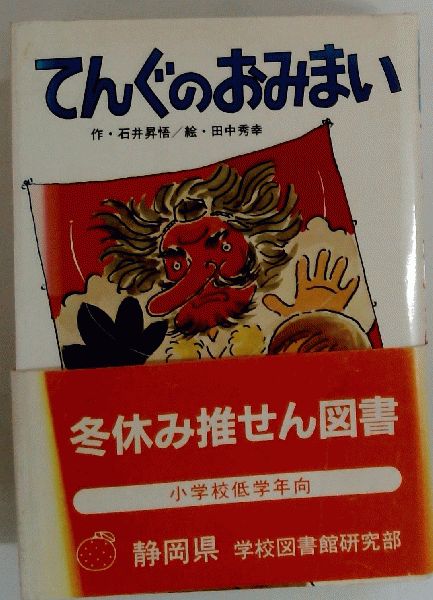 てんぐのおみまい
作・石井昇悟／絵・田中秀幸
冬休み推せん図書
小学校低学年向
静岡県 学校図書館研究部